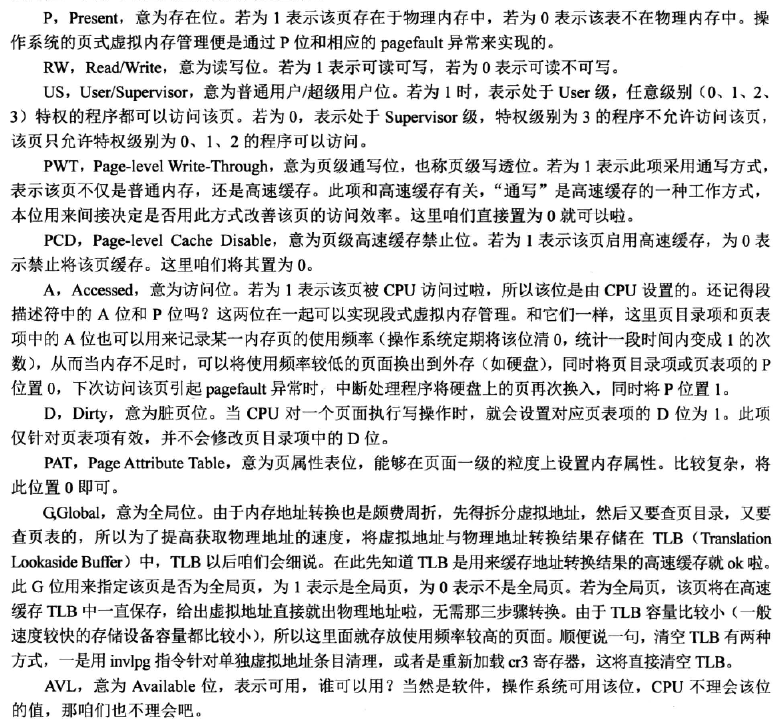 P，Present，意为存在位。若为 1 表示该页存在于物理内存中，若为 0 表示该表不在物理内存中。操
作系统的页式虚拟内存管理便是通过 P 位和相应的 pagefault 异常来实现的。
RW，Read/Write，意为读写位。若为 1 表示可读可写，若为 0 表示可读不可写。
US，User/Supervisor，意为普通用户/超级用户位。若为 1 时，表示处于 User 级，任意级别（0、1、2、
3）特权的程序都可以访问该页。若为 0，表示处于 Supervisor 级，特权级别为 3 的程序不允许访问该页，
该页只允许特权级别为 0、1、2 的程序可以访问。
PWT，Page-level Write-Through，意为页级通写位，也称页级写透位。若为 1 表示此项采用通写方式，
表示该页不仅是普通内存，还是高速缓存。此项和高速缓存有关，“通写”是高速缓存的一种工作方式，
本位用来间接决定是否用此方式改善该页的访问效率。这里咱们直接置为 0 就可以啦。
PCD，Page-level Cache Disable，意为页级高速缓存禁止位。若为 1 表示该页启用高速缓存，为 0 表
示禁止将该页缓存。这里咱们将其置为 0。
A，Accessed，意为访问位。若为 1 表示该页被 CPU 访问过啦，所以该位是由 CPU 设置的。还记得段
描述符中的 A 位和 P 位吗？这两位在一起可以实现段式虚拟内存管理。和它们一样，这里页目录项和页表
项中的 A 位也可以用来记录某一内存页的使用频率（操作系统定期将该位清 0，统计一段时间内变成 1 的次
数），从而当内存不足时，可以将使用频率较低的页面换出到外存（如硬盘），同时将页目录项或页表项的 P
位置 0，下次访问该页引起 pagefault 异常时，中断处理程序将硬盘上的页再次换入，同时将 P 位置 1。
D，Dirty，意为脏页位。当 CPU 对一个页面执行写操作时，就会设置对应页表项的 D 位为 1。此项
仅针对页表项有效，并不会修改页目录项中的 D 位。
PAT，Page Attribute Table，意为页属性表位，能够在页面一级的粒度上设置内存属性。比较复杂，将
此位置 0 即可。
G,Global，意为全局位。由于内存地址转换也是颇费周折，先得拆分虚拟地址，然后又要查页目录，又要
查页表的，所以为了提高获取物理地址的速度，将虚拟地址与物理地址转换结果存储在 TLB（Translation
Lookaside Buffer）中，TLB 以后咱们会细说。在此先知道 TLB 是用来缓存地址转换结果的高速缓存就 ok 啦。
此 G 位用来指定该页是否为全局页，为 1 表示是全局页，为 0 表示不是全局页。若为全局页，该页将在高速
缓存 TLB 中一直保存，给出虚拟地址直接就出物理地址啦，无需那三步骤转换。由于 TLB 容量比较小（一般
速度较快的存储设备容量都比较小），所以这里面就存放使用频率较高的页面。顺便说一句，清空 TLB 有两种
方式，一是用 invlpg 指令针对单独虚拟地址条目清理，或者是重新加载 cr3 寄存器，这将直接清空 TLB。
AVL，意为 Available 位，表示可用，谁可以用？当然是软件，操作系统可用该位，CPU 不理会该位
的值，那咱们也不理会吧。